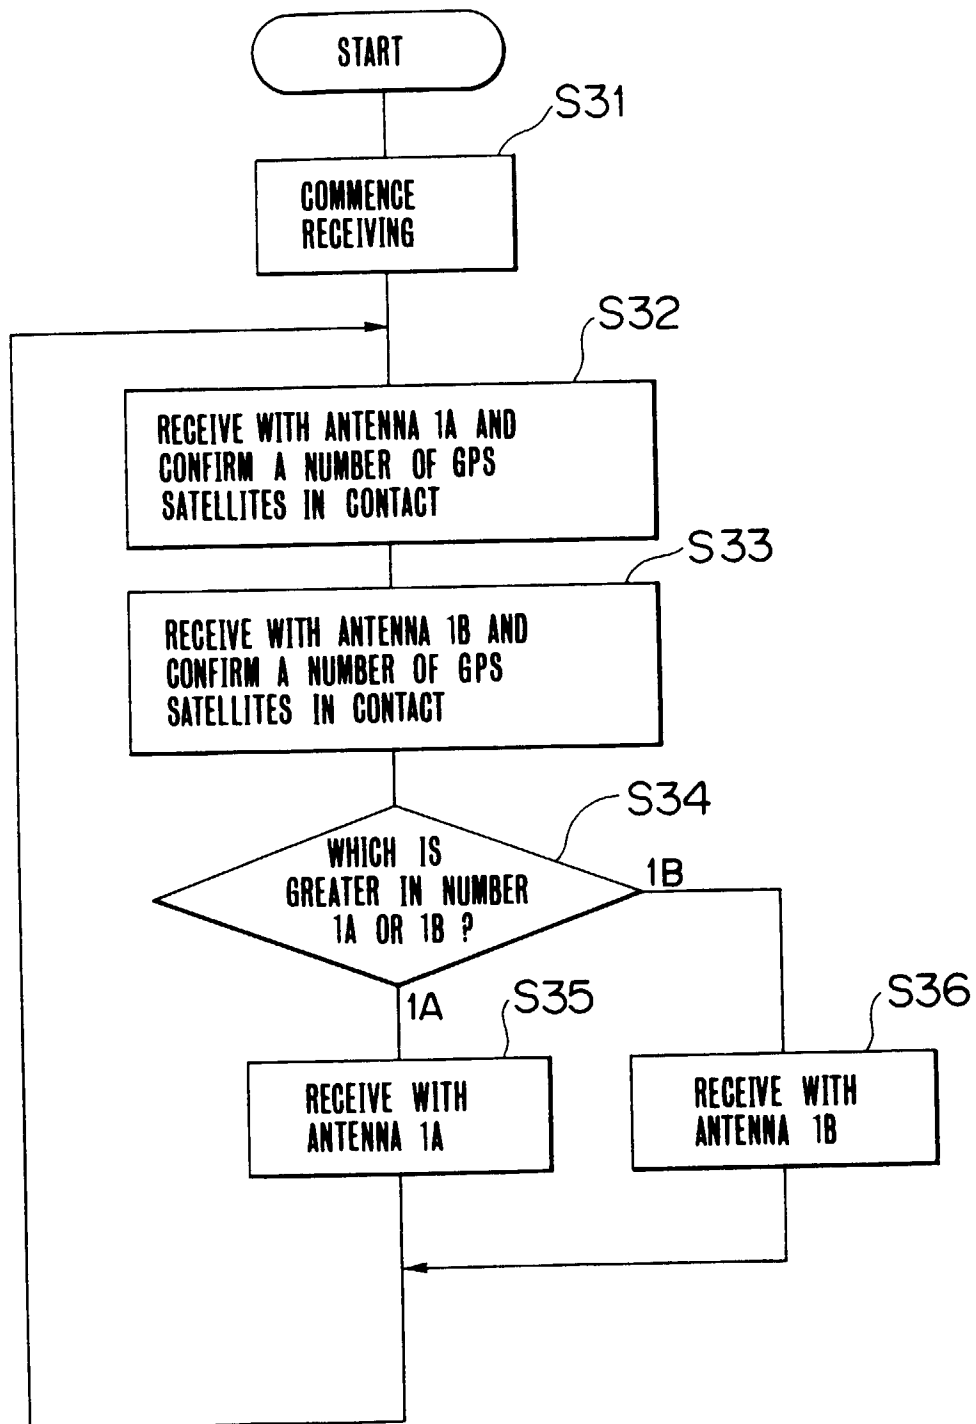 START
S31
COMMENCE
RECEIVING
S32
RECEIVE WITH ANTENNA 1A AND
CONFIRM A NUMBER OF GPS
SATELLITES IN CONTACT
S33
RECEIVE WITH ANTENNA 1B AND
CONFIRM A NUMBER OF GPS
SATELLITES IN CONTACT
S34
WHICH IS
GREATER IN NUMBER
1A OR 1B ?
1B
1A
S35
RECEIVE WITH
ANTENNA 1A
S36
RECEIVE WITH
ANTENNA 1B